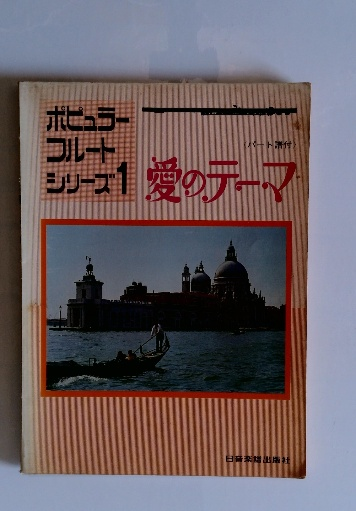 ポピュラー
フルート
シリーズ1
(パート譜付)
愛のテーマ
日音楽譜出版社